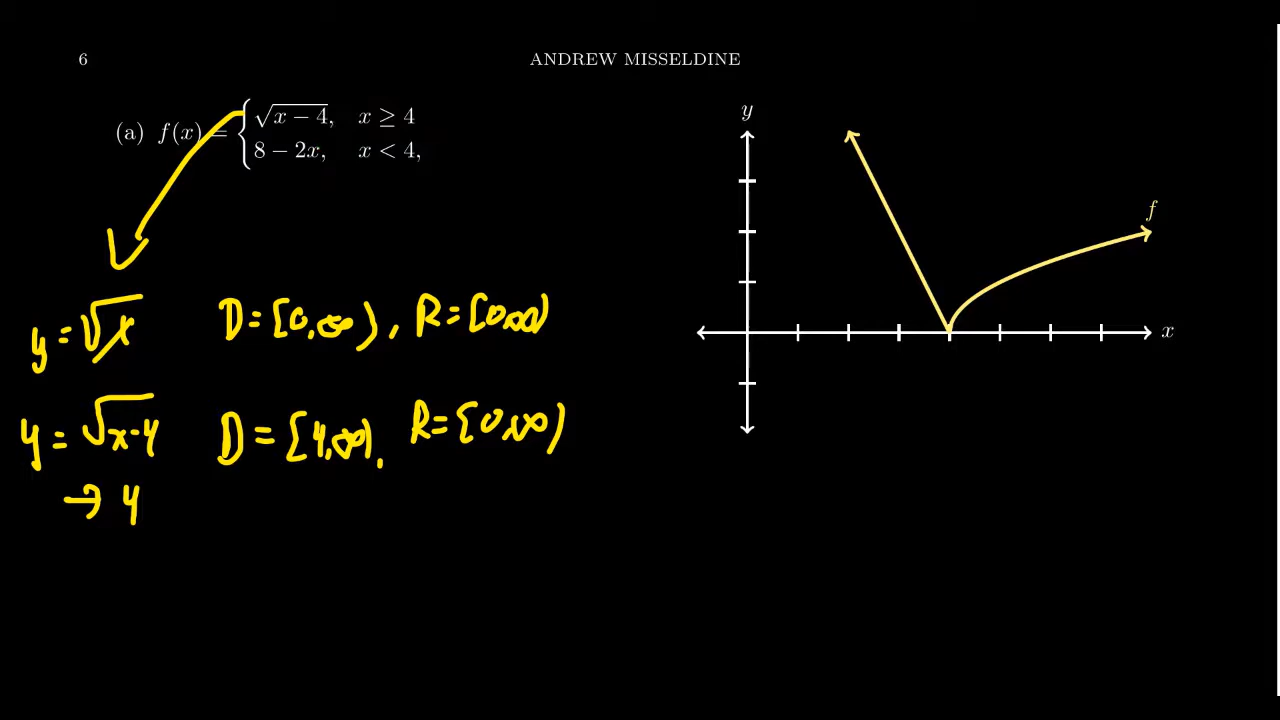 6 ANDREW MISSELDINE
(a) f(x) = { √(x − 4), x ≥ 4
8 − 2x, x < 4,
y
f
x
y = √x D = [0,∞), R = [0,∞)
y = √(x-4) D = [4,∞), R = [0,∞)
→ 4